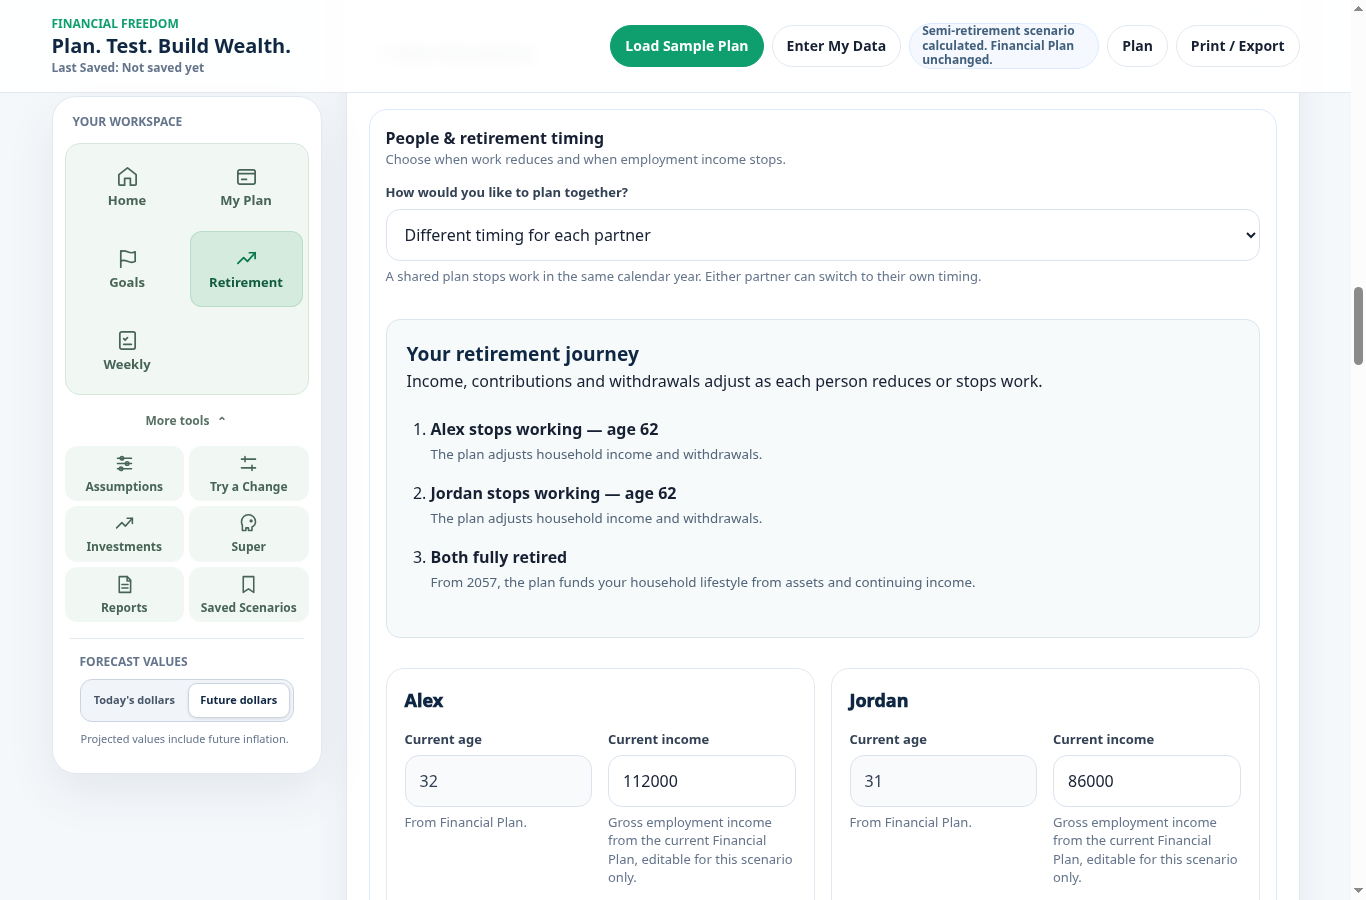 FINANCIAL FREEDOM
Plan. Test. Build Wealth.
Last Saved: Not saved yet
Load Sample Plan
Enter My Data
Semi-retirement scenario
calculated. Financial Plan
unchanged.
Plan
Print / Export
YOUR WORKSPACE
Home
My Plan
Goals
Retirement
Weekly
More tools
Assumptions
Try a Change
Investments
Super
Reports
Saved Scenarios
FORECAST VALUES
Today's dollars
Future dollars
Projected values include future inflation.
People & retirement timing
Choose when work reduces and when employment income stops.
How would you like to plan together?
Different timing for each partner
A shared plan stops work in the same calendar year. Either partner can switch to their own timing.
Your retirement journey
Income, contributions and withdrawals adjust as each person reduces or stops work.
1. Alex stops working — age 62
The plan adjusts household income and withdrawals.
2. Jordan stops working — age 62
The plan adjusts household income and withdrawals.
3. Both fully retired
From 2057, the plan funds your household lifestyle from assets and continuing income.
Alex
Current age
Current income
32
112000
From Financial Plan.
Gross employment income
from the current Financial
Plan, editable for this scenario
only.
Jordan
Current age
Current income
31
86000
From Financial Plan.
Gross employment income
from the current Financial
Plan, editable for this scenario
only.